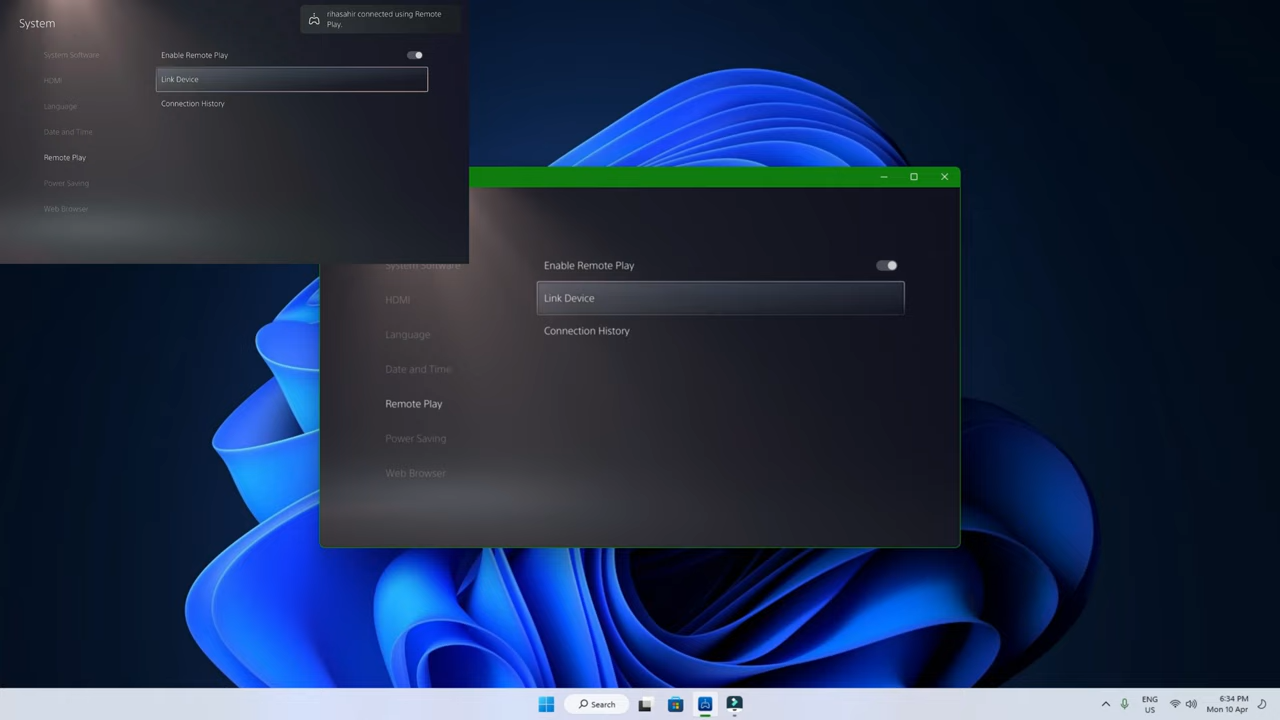 System
rihasahir connected using Remote
Play.
System Software
Enable Remote Play
HDMI
Link Device
Language
Connection History
Date and Time
Remote Play
Power Saving
Web Browser
System Software
Enable Remote Play
HDMI
Link Device
Language
Connection History
Date and Time
Remote Play
Power Saving
Web Browser
Search
ENG
US
6:34 PM
Mon 10 Apr